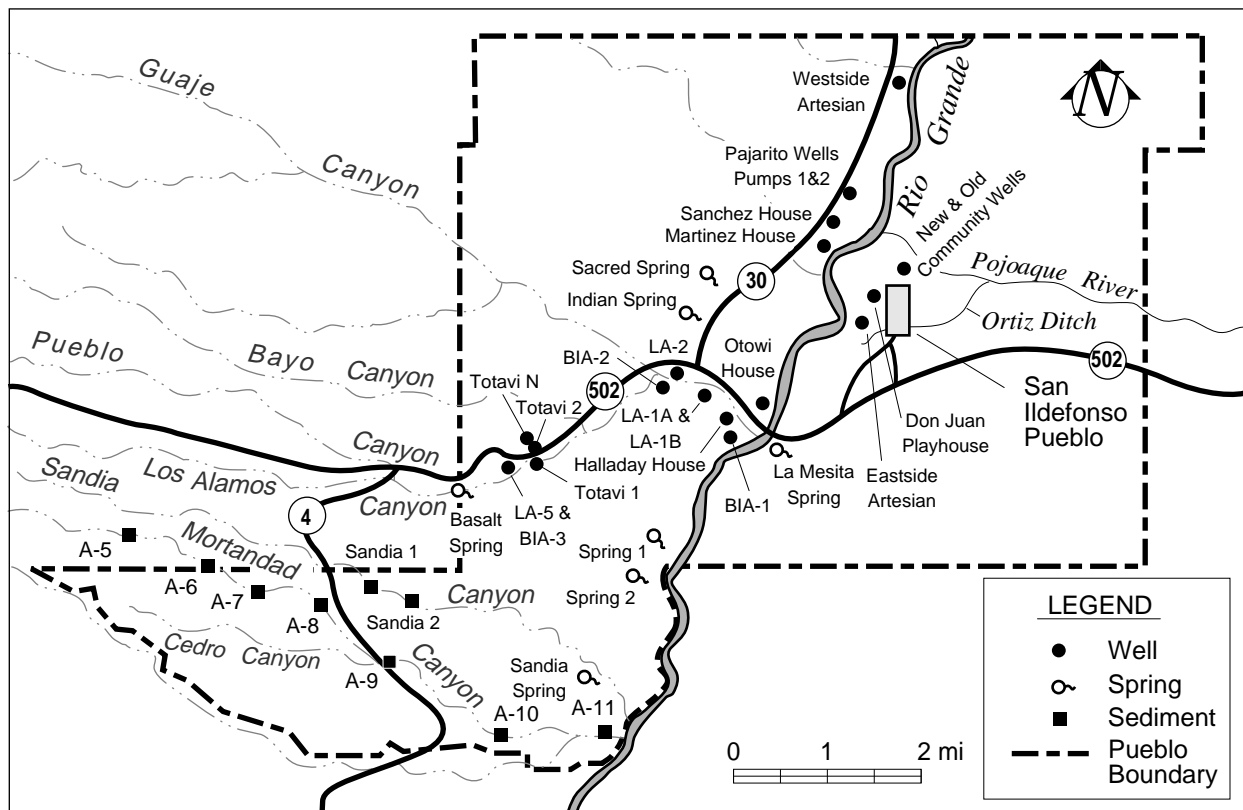 Guaje
Canyon
Westside
Artesian
Rio
Grande
N
Pajarito Wells
Pumps 1&2
Sanchez House
Martinez House
New & Old
Community Wells
Sacred Spring
Indian Spring
30
Pojoaque River
Ortiz Ditch
Pueblo
Canyon
Bayo Canyon
BIA-2
LA-2
Otowi
House
502
502
Totavi N
Totavi 2
LA-1A &
LA-1B
Halladay House
Don Juan
Playhouse
San
Ildefonso
Pueblo
Sandia
Canyon
Los Alamos
Canyon
4
Basalt
Spring
LA-5 &
BIA-3
Totavi 1
BIA-1
La Mesita
Spring
Eastside
Artesian
Mortandad
Canyon
A-5
A-6
A-7
A-8
Sandia 1
Sandia 2
Spring 1
Spring 2
Cedro Canyon
A-9
Sandia
Spring
A-10
A-11
0 1 2 mi
LEGEND
Well
Spring
Sediment
Pueblo
Boundary